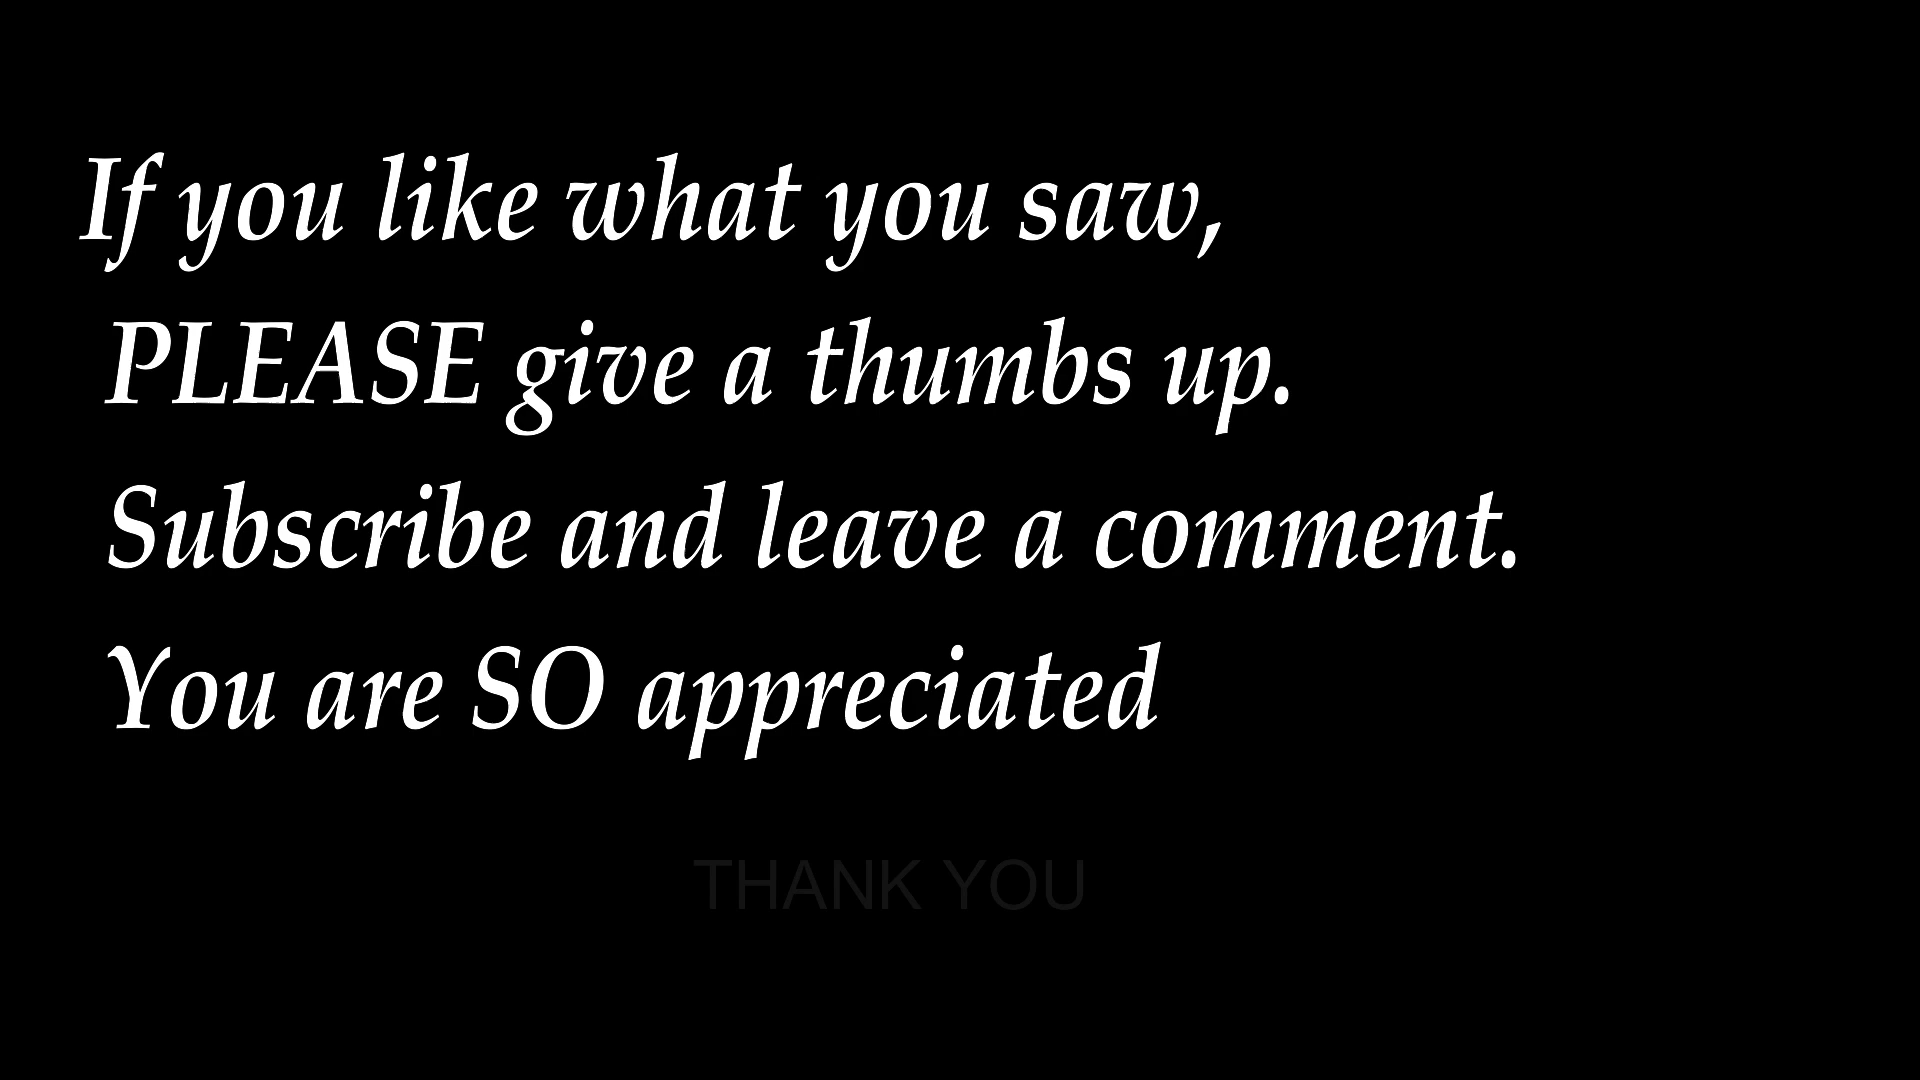 If you like what you saw,
PLEASE give a thumbs up.
Subscribe and leave a comment.
You are SO appreciated
THANK YOU